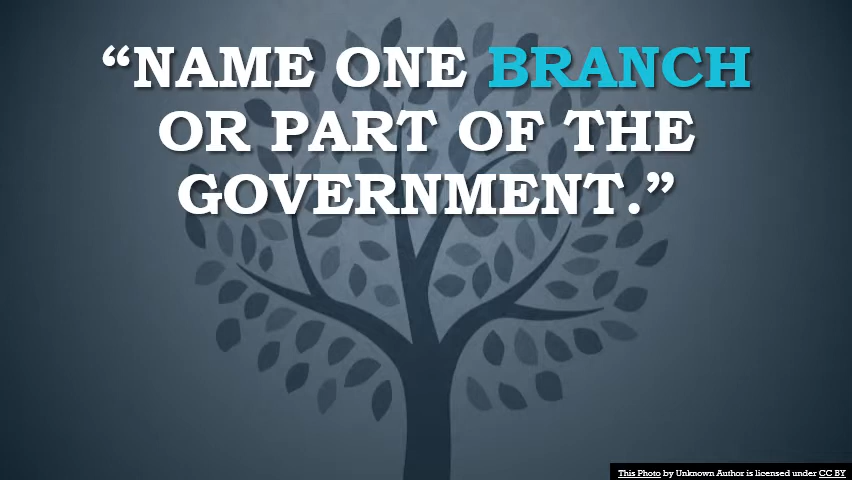 “NAME ONE BRANCH
OR PART OF THE
GOVERNMENT.”
This Photo by Unknown Author is licensed under CC BY